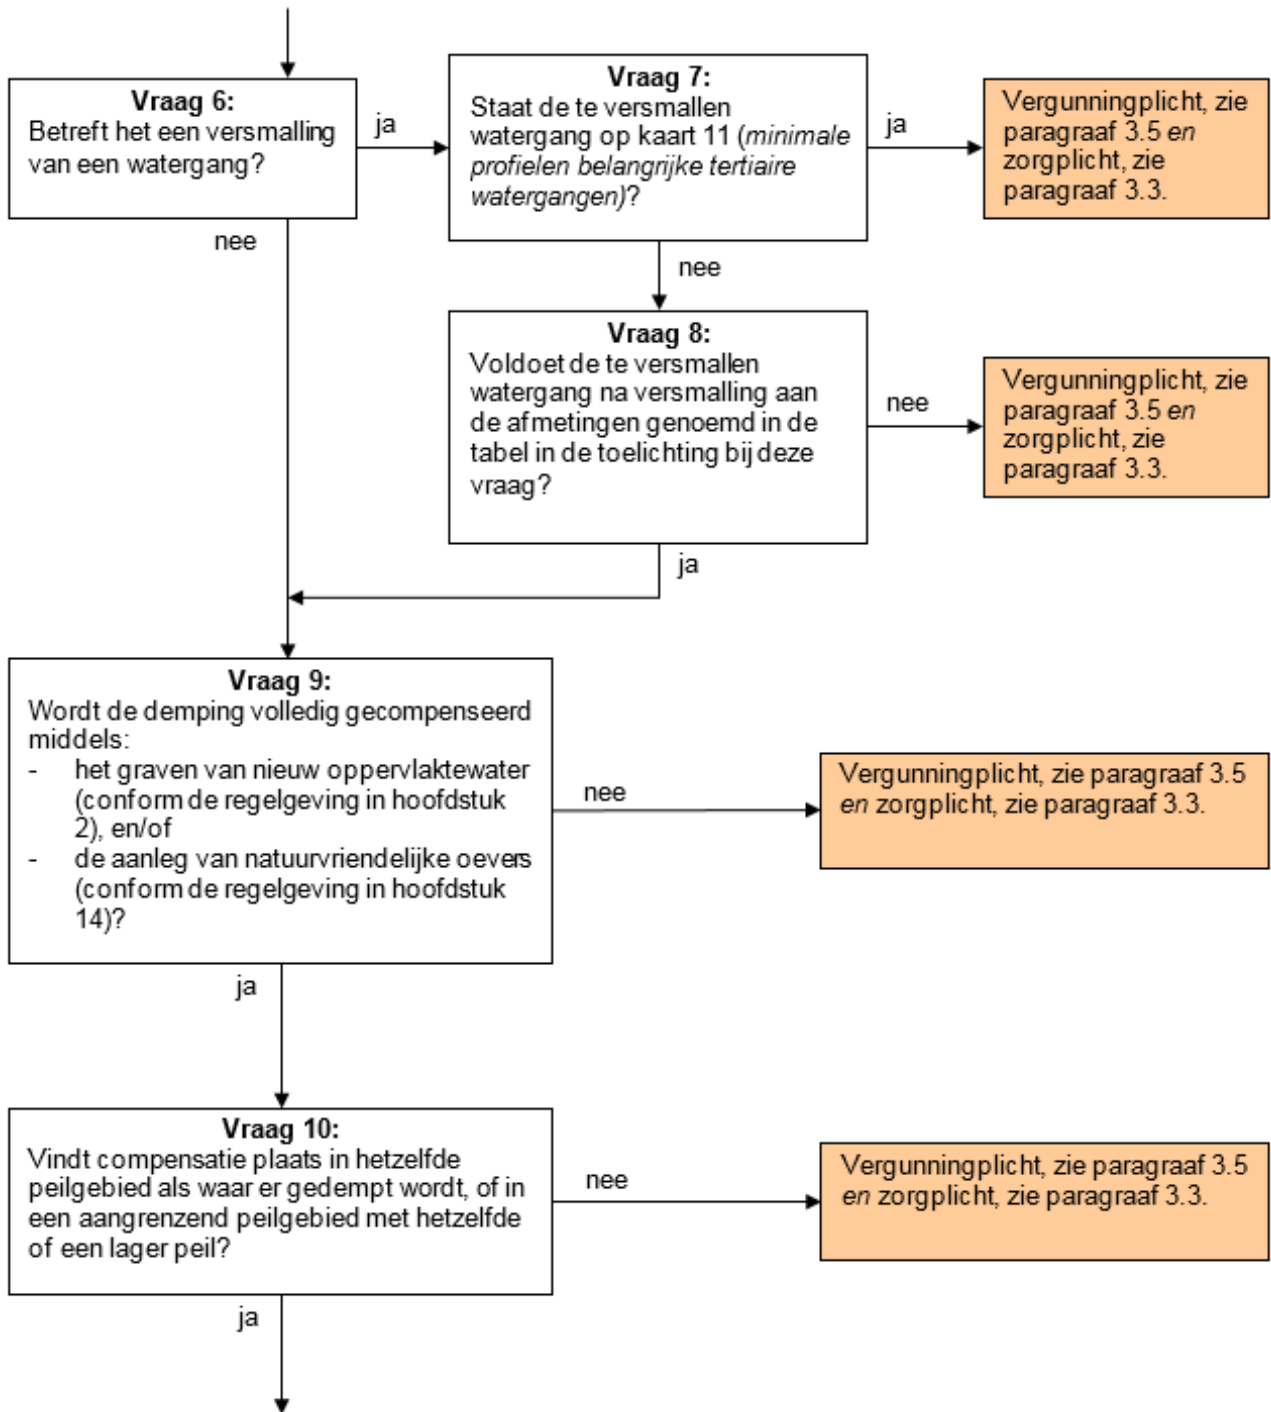 Vraag 6:
Betreft het een versmalling
van een watergang?
ja
nee
Vraag 7:
Staat de te versmallen
watergang op kaart 11 (minimale
profielen belangrijke tertiaire
watergangen)?
ja
nee
Vergunningplicht, zie
paragraaf 3.5 en
zorgplicht, zie
paragraaf 3.3.
Vraag 8:
Voldoet de te versmallen
watergang na versmalling aan
de afmetingen genoemd in de
tabel in de toelichting bij deze
vraag?
nee
ja
Vergunningplicht, zie
paragraaf 3.5 en
zorgplicht, zie
paragraaf 3.3.
Vraag 9:
Wordt de demping volledig gecompenseerd
middels:
- het graven van nieuw oppervlaktewater
(conform de regelgeving in hoofdstuk
2), en/of
- de aanleg van natuurvriendelijke oevers
(conform de regelgeving in hoofdstuk
14)?
nee
ja
Vergunningplicht, zie paragraaf 3.5
en zorgplicht, zie paragraaf 3.3.
Vraag 10:
Vindt compensatie plaats in hetzelfde
peilgebied als waar er gedempt wordt, of in
een aangrenzend peilgebied met hetzelfde
of een lager peil?
nee
ja
Vergunningplicht, zie paragraaf 3.5
en zorgplicht, zie paragraaf 3.3.